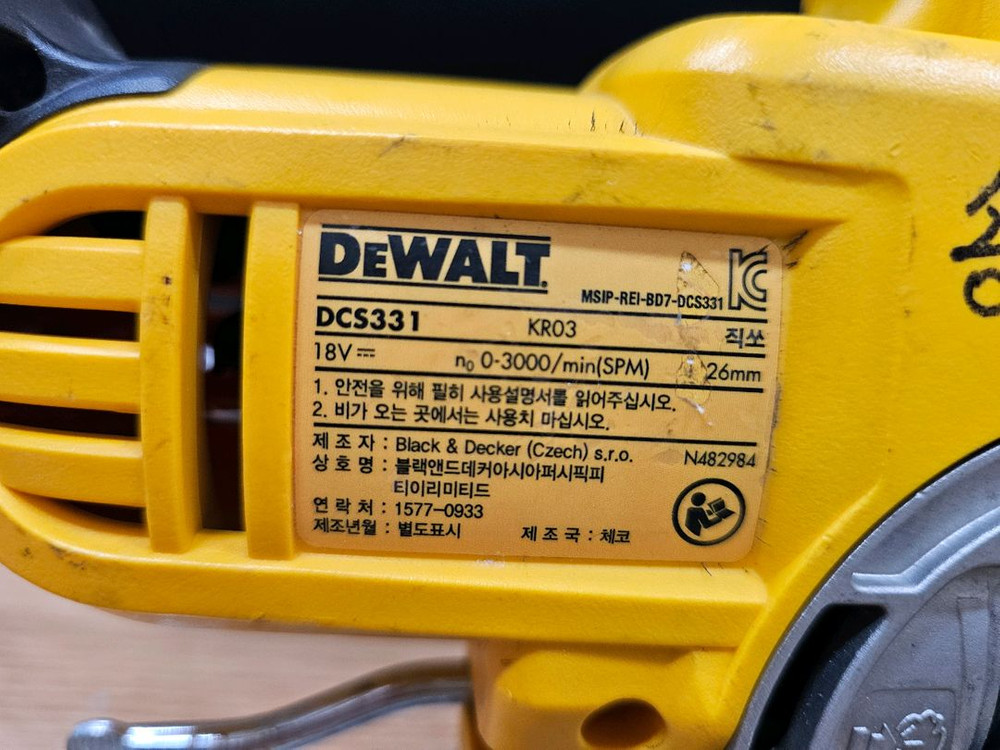 DEWALT
MSIP-REI-BD7-DCS331
DCS331 KR03 직쏘
18V n₀ 0-3000/min(SPM) 26mm
1. 안전을 위해 필히 사용설명서를 읽어주십시오.
2. 비가 오는 곳에서는 사용치 마십시오.
제 조 자 : Black & Decker (Czech) s.r.o. N482984
상 호 명 : 블랙앤드데커아시아퍼시픽피
티이리미티드
연 락 처 : 1577-0933
제조년월 : 별도표시 제 조 국 : 체코